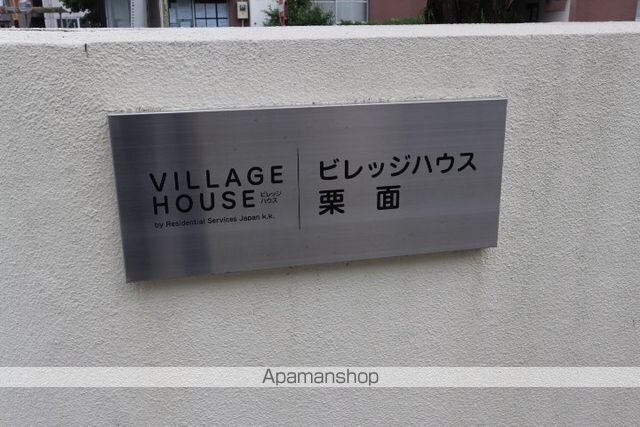 VILLAGE
HOUSE ビレッジ
ハウス
by Residential Services Japan k.k.
ビレッジハウス
栗 面
Apamanshop